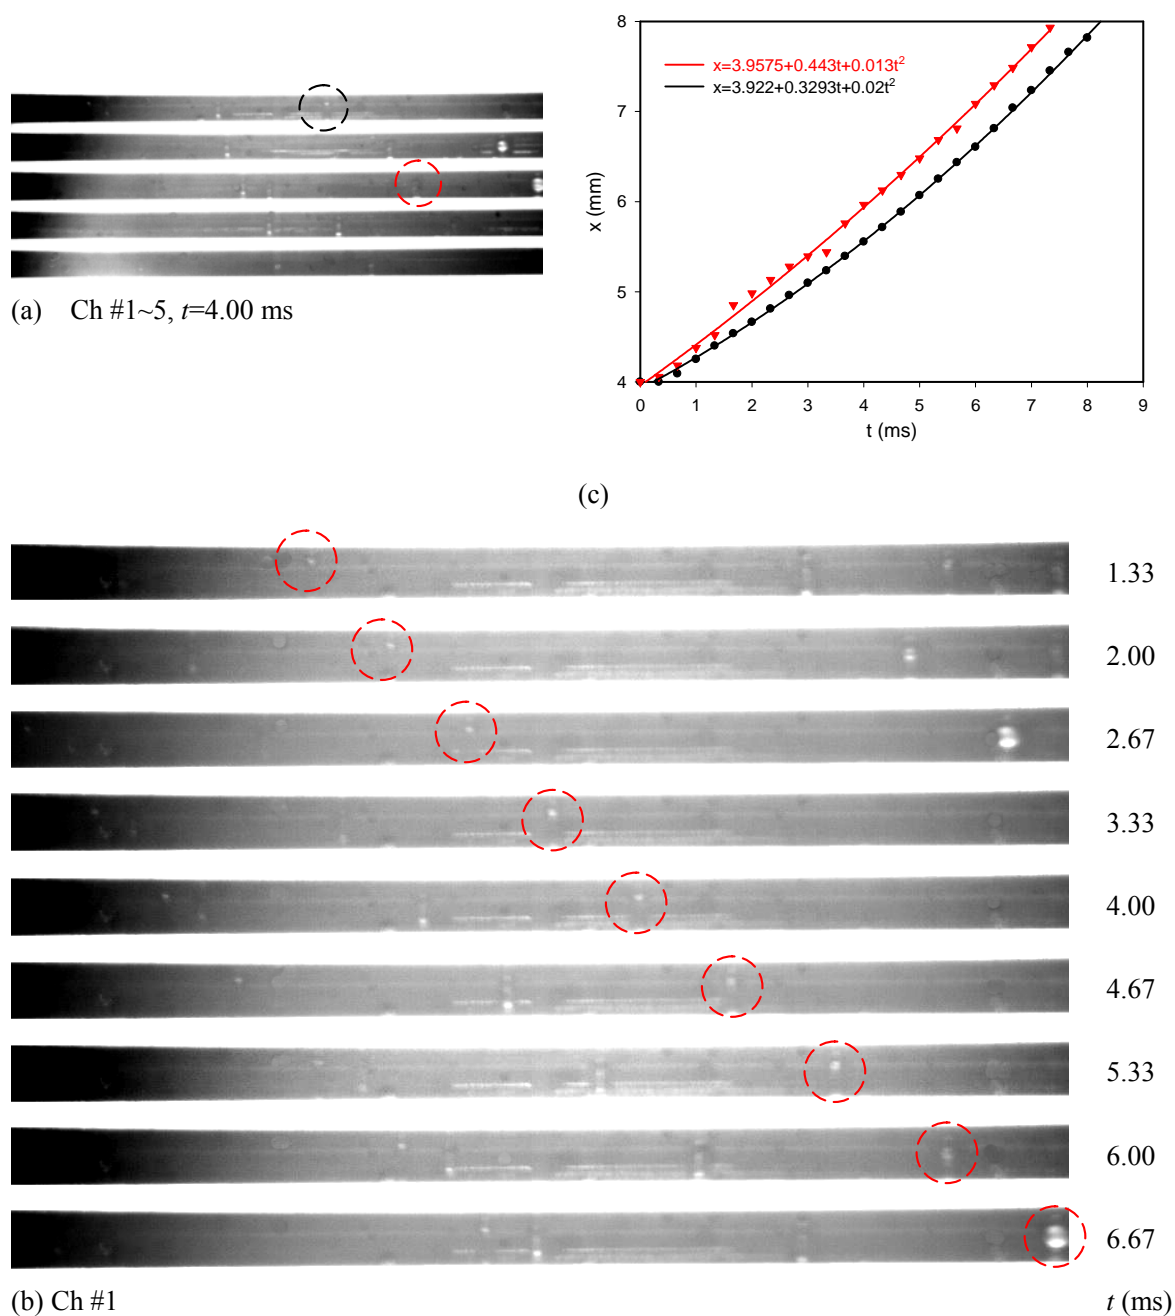 (a) Ch #1~5, t=4.00 ms
x=3.9575+0.443t+0.013t²
x=3.922+0.3293t+0.02t²
8
7
6
5
4
x (mm)
0 1 2 3 4 5 6 7 8 9
t (ms)
(c)
1.33
2.00
2.67
3.33
4.00
4.67
5.33
6.00
6.67
(b) Ch #1
t (ms)